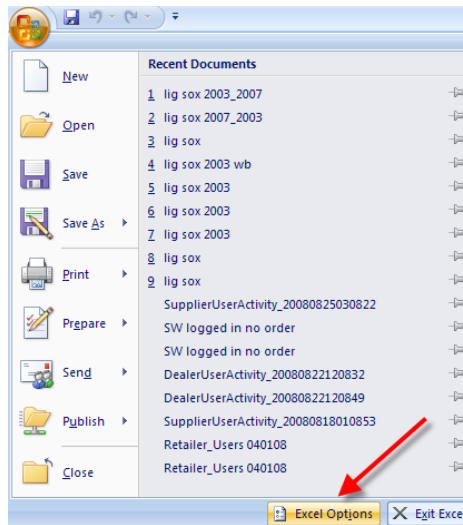 New
Open
Save
Save As
Print
Prepare
Send
Publish
Close
Recent Documents
1 lig sox 2003_2007
2 lig sox 2007_2003
3 lig sox
4 lig sox 2003 wb
5 lig sox 2003
6 lig sox 2003
7 lig sox 2003
8 lig sox
9 lig sox
SupplierUserActivity_20080825030822
SW logged in no order
SW logged in no order
DealerUserActivity_20080822120832
DealerUserActivity_20080822120849
SupplierUserActivity_20080818010853
Retailer_Users 040108
Retailer_Users 040108
Excel Options
Exit Exce